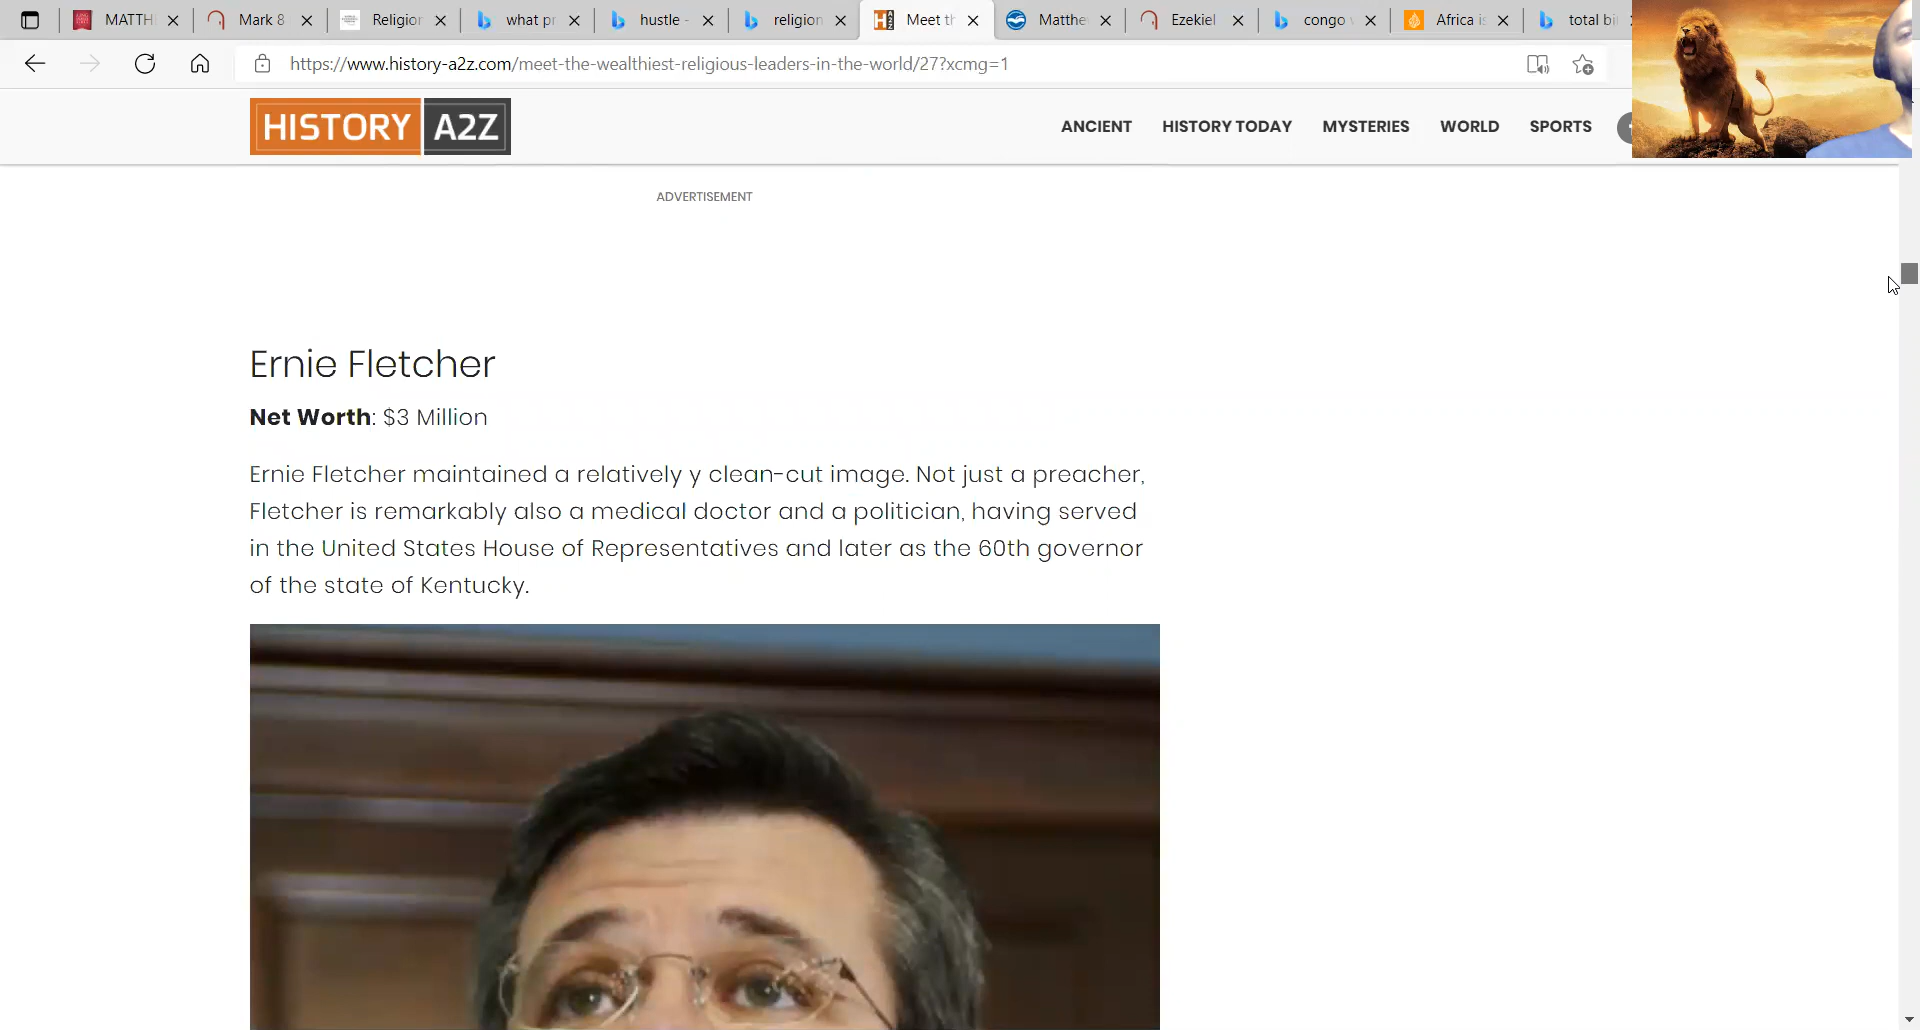 MATTHI
Mark 8
Religion
what pr
hustle -
religion
Meet th
Matthe
Ezekiel
congo
Africa is
total bi
https://www.history-a2z.com/meet-the-wealthiest-religious-leaders-in-the-world/27?xcmg=1
HISTORY A2Z
ANCIENT HISTORY TODAY MYSTERIES WORLD SPORTS
ADVERTISEMENT
Ernie Fletcher
Net Worth: $3 Million
Ernie Fletcher maintained a relatively y clean-cut image. Not just a preacher,
Fletcher is remarkably also a medical doctor and a politician, having served
in the United States House of Representatives and later as the 60th governor
of the state of Kentucky.